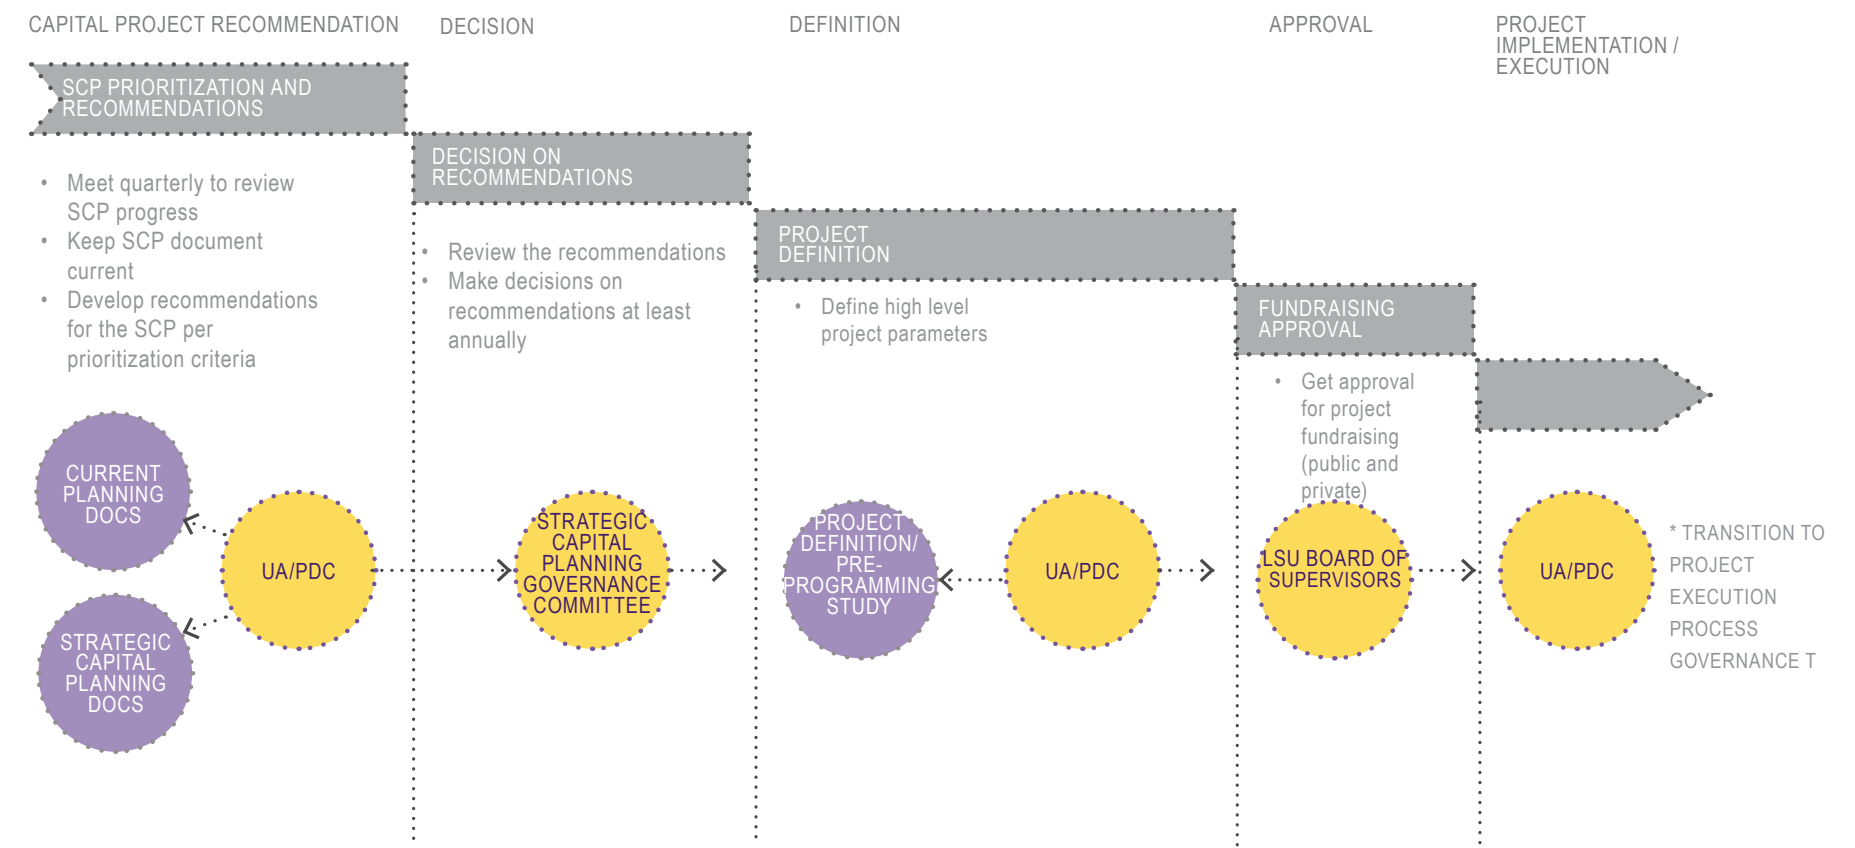 CAPITAL PROJECT RECOMMENDATION
DECISION
DEFINITION
APPROVAL
PROJECT
IMPLEMENTATION /
EXECUTION
SCP PRIORITIZATION AND
RECOMMENDATIONS
• Meet quarterly to review
SCP progress
• Keep SCP document
current
• Develop recommendations
for the SCP per
prioritization criteria
DECISION ON
RECOMMENDATIONS
• Review the recommendations
• Make decisions on
recommendations at least
annually
PROJECT
DEFINITION
• Define high level
project parameters
FUNDRAISING
APPROVAL
• Get approval
for project
fundraising
(public and
private)
CURRENT
PLANNING
DOCS
STRATEGIC
CAPITAL
PLANNING
DOCS
UA/PDC
STRATEGIC
CAPITAL
PLANNING
GOVERNANCE
COMMITTEE
PROJECT
DEFINITION/
PRE-
PROGRAMMING
STUDY
UA/PDC
LSU BOARD OF
SUPERVISORS
UA/PDC
* TRANSITION TO
PROJECT
EXECUTION
PROCESS
GOVERNANCE T